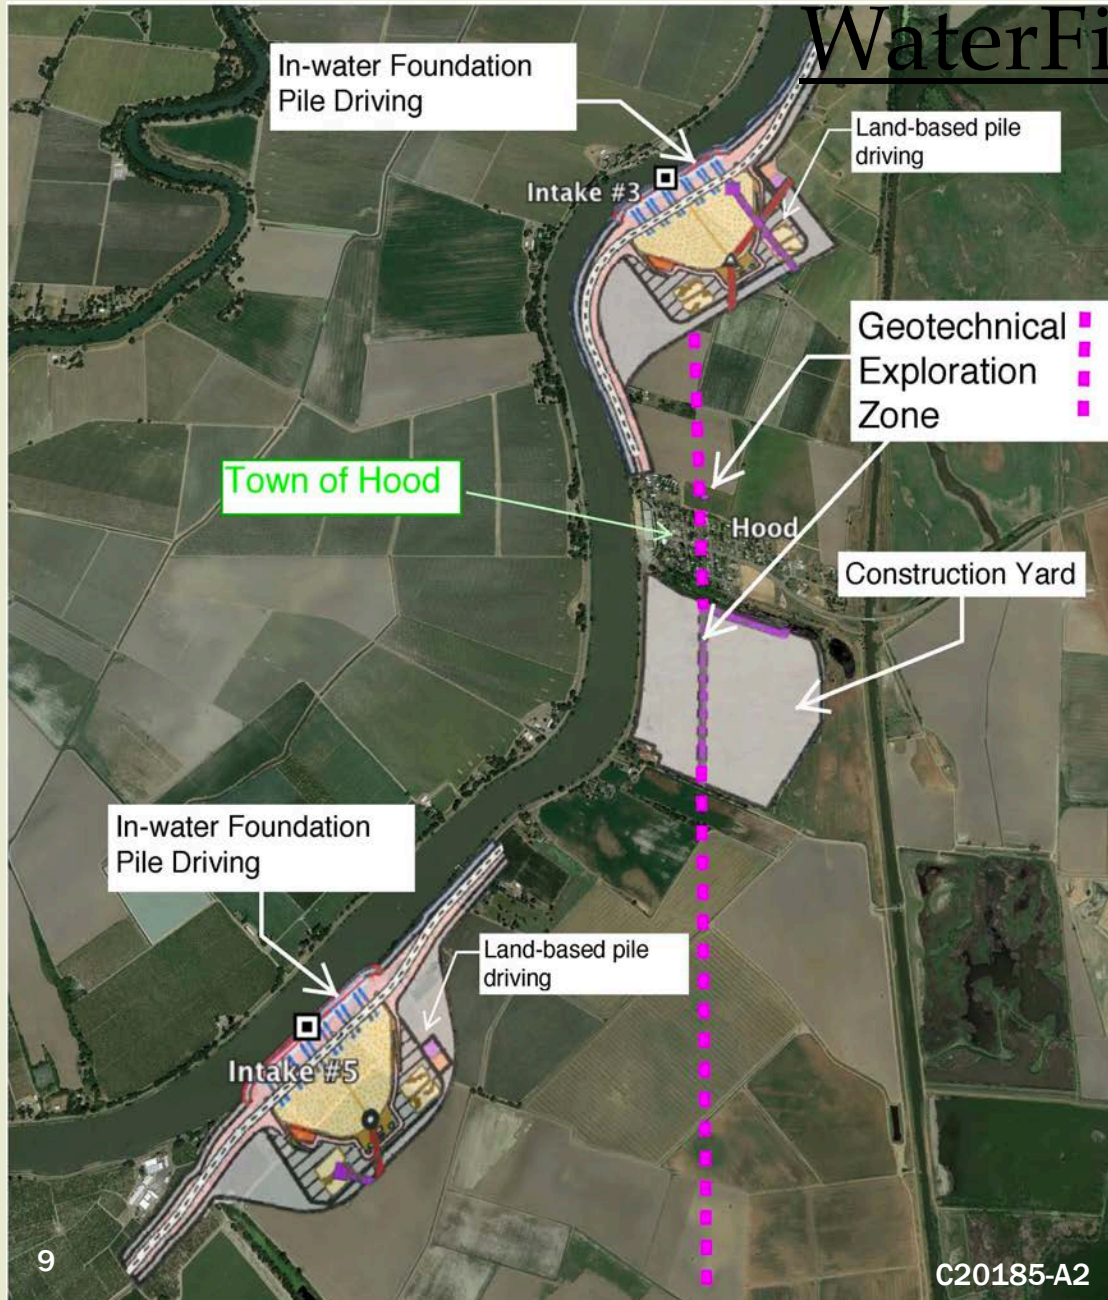 WaterFi
In-water Foundation
Pile Driving
Land-based pile
driving
Intake #3
Geotechnical
Exploration
Zone
Town of Hood
Hood
Construction Yard
In-water Foundation
Pile Driving
Land-based pile
driving
Intake #5
9
C20185-A2